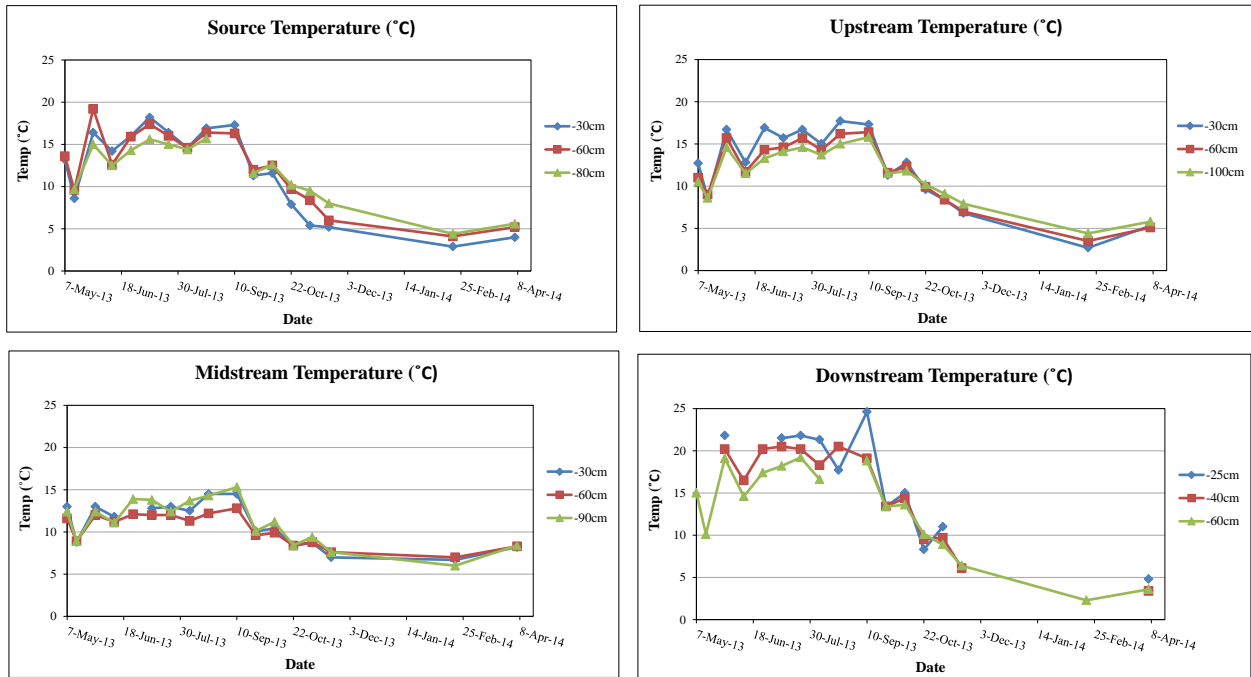 Source Temperature (˚C)
25
20
15
10
5
0
Temp (˚C)
7-May-13
18-Jun-13
30-Jul-13
10-Sep-13
22-Oct-13
3-Dec-13
14-Jan-14
25-Feb-14
8-Apr-14
Date
-30cm
-60cm
-80cm
Upstream Temperature (˚C)
25
20
15
10
5
0
Temp (˚C)
7-May-13
18-Jun-13
30-Jul-13
10-Sep-13
22-Oct-13
3-Dec-13
14-Jan-14
25-Feb-14
8-Apr-14
Date
-30cm
-60cm
-100cm
Midstream Temperature (˚C)
25
20
15
10
5
0
Temp (˚C)
7-May-13
18-Jun-13
30-Jul-13
10-Sep-13
22-Oct-13
3-Dec-13
14-Jan-14
25-Feb-14
8-Apr-14
Date
-30cm
-60cm
-90cm
Downstream Temperature (˚C)
25
20
15
10
5
0
Temp (˚C)
7-May-13
18-Jun-13
30-Jul-13
10-Sep-13
22-Oct-13
3-Dec-13
14-Jan-14
25-Feb-14
8-Apr-14
Date
-25cm
-40cm
-60cm